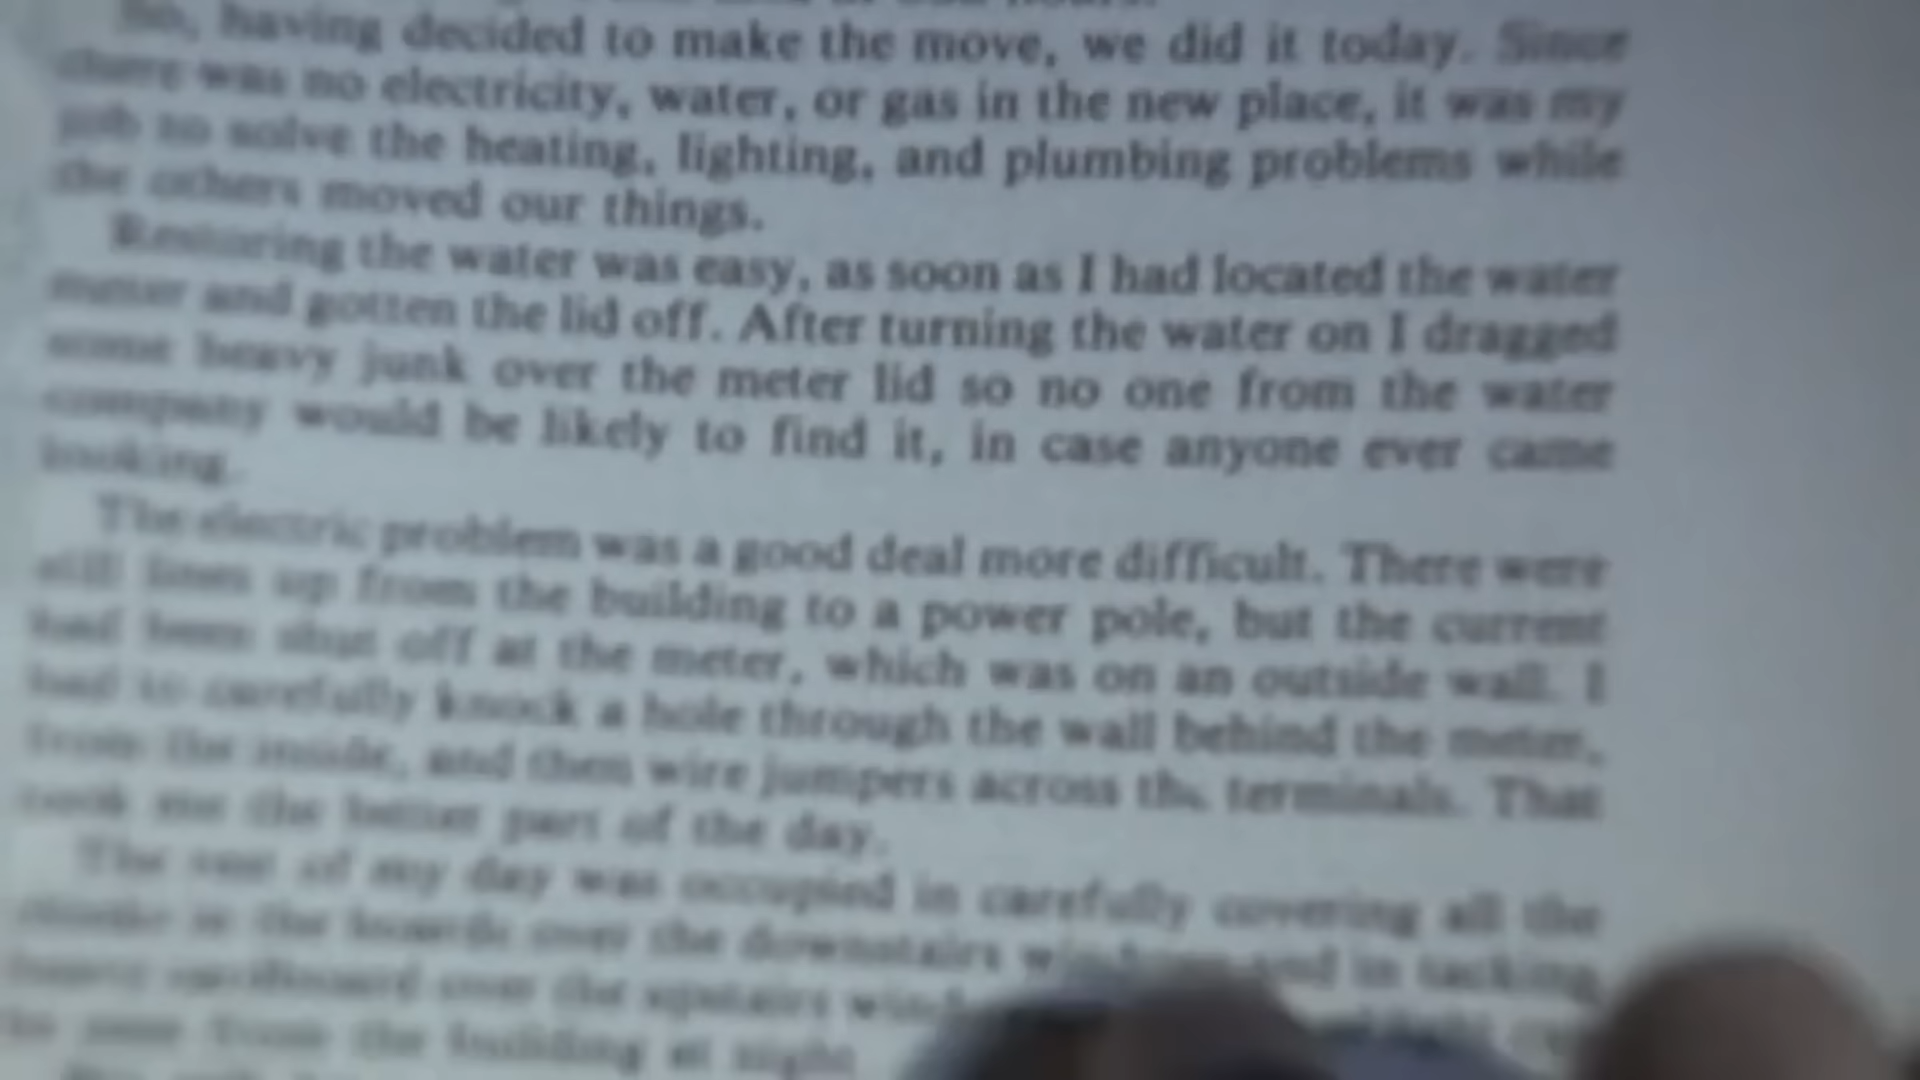 So, having decided to make the move, we did it today. Since
there was no electricity, water, or gas in the new place, it was my
job to solve the heating, lighting, and plumbing problems while
the others moved our things.
Restoring the water was easy, as soon as I had located the water
meter and gotten the lid off. After turning the water on I dragged
some heavy junk over the meter lid so no one from the water
company would be likely to find it, in case anyone ever came
looking.
The electric problem was a good deal more difficult. There were
still lines up from the building to a power pole, but the current
had been shut off at the meter, which was on an outside wall. I
had to carefully knock a hole through the wall behind the meter,
from the inside, and then wire jumpers across the terminals. That
took me the better part of the day.
The rest of my day was occupied in carefully covering all the
in the boards over the downstairs and in tacking
heavy cardboard over the upstairs
be seen from the building at night